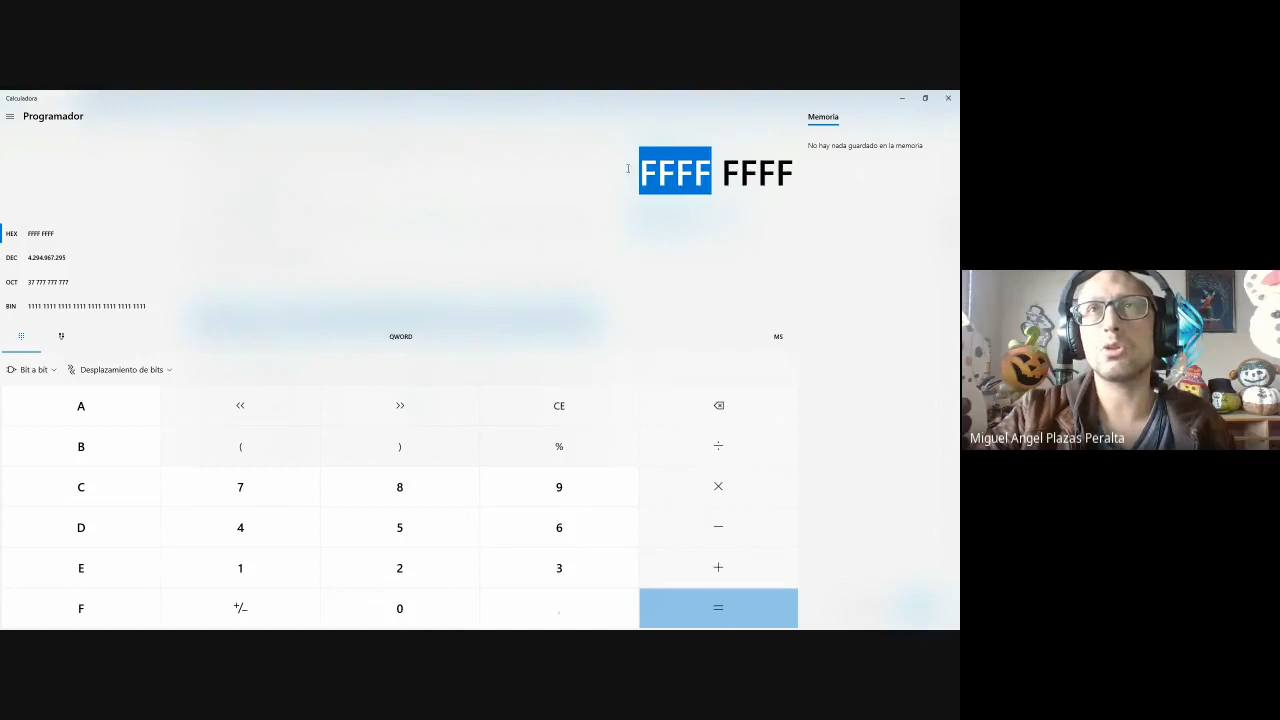 Calculadora
Programador
Memoria
No hay nada guardado en la memoria
FFFF FFFF
HEX FFFF FFFF
DEC 4.294.967.295
OCT 37 777 777 777
BIN 1111 1111 1111 1111 1111 1111 1111 1111
QWORD
MS
Bit a bit
Desplazamiento de bits
A << >> CE
B ( ) % ÷
C 7 8 9 ×
D 4 5 6 −
E 1 2 3 +
F +/− 0 , =
Miguel Angel Plazas Peralta